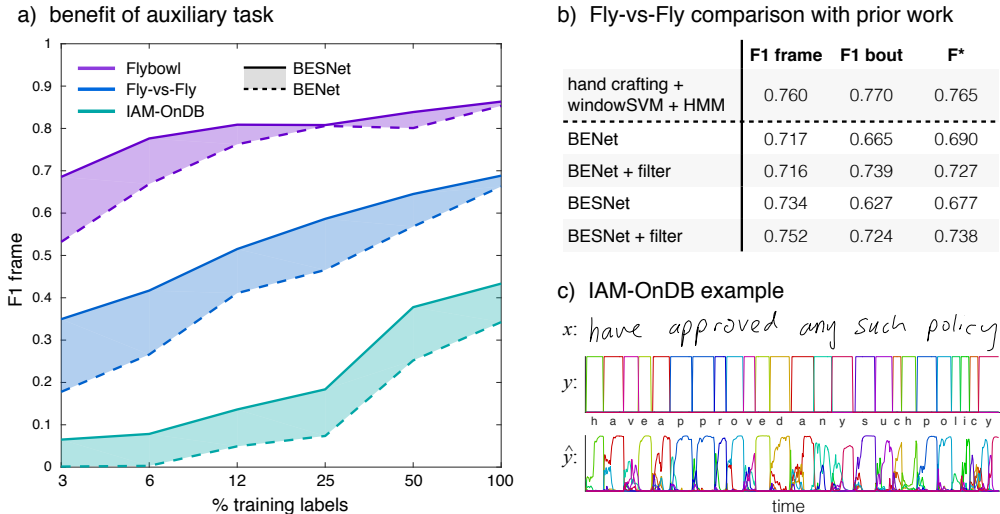 a) benefit of auxiliary task
1
0.9
0.8
0.7
0.6
0.5
0.4
0.3
0.2
0.1
0
F1 frame
Flybowl
Fly-vs-Fly
IAM-OnDB
BESNet
BENet
3 6 12 25 50 100
% training labels
b) Fly-vs-Fly comparison with prior work
F1 frame F1 bout F*
hand crafting +
windowSVM + HMM 0.760 0.770 0.765
BENet 0.717 0.665 0.690
BENet + filter 0.716 0.739 0.727
BESNet 0.734 0.627 0.677
BESNet + filter 0.752 0.724 0.738
c) IAM-OnDB example
x: have approved any such policy
y:
h a v e a p p r o v e d a n y s u c h p o l i c y
ŷ:
time